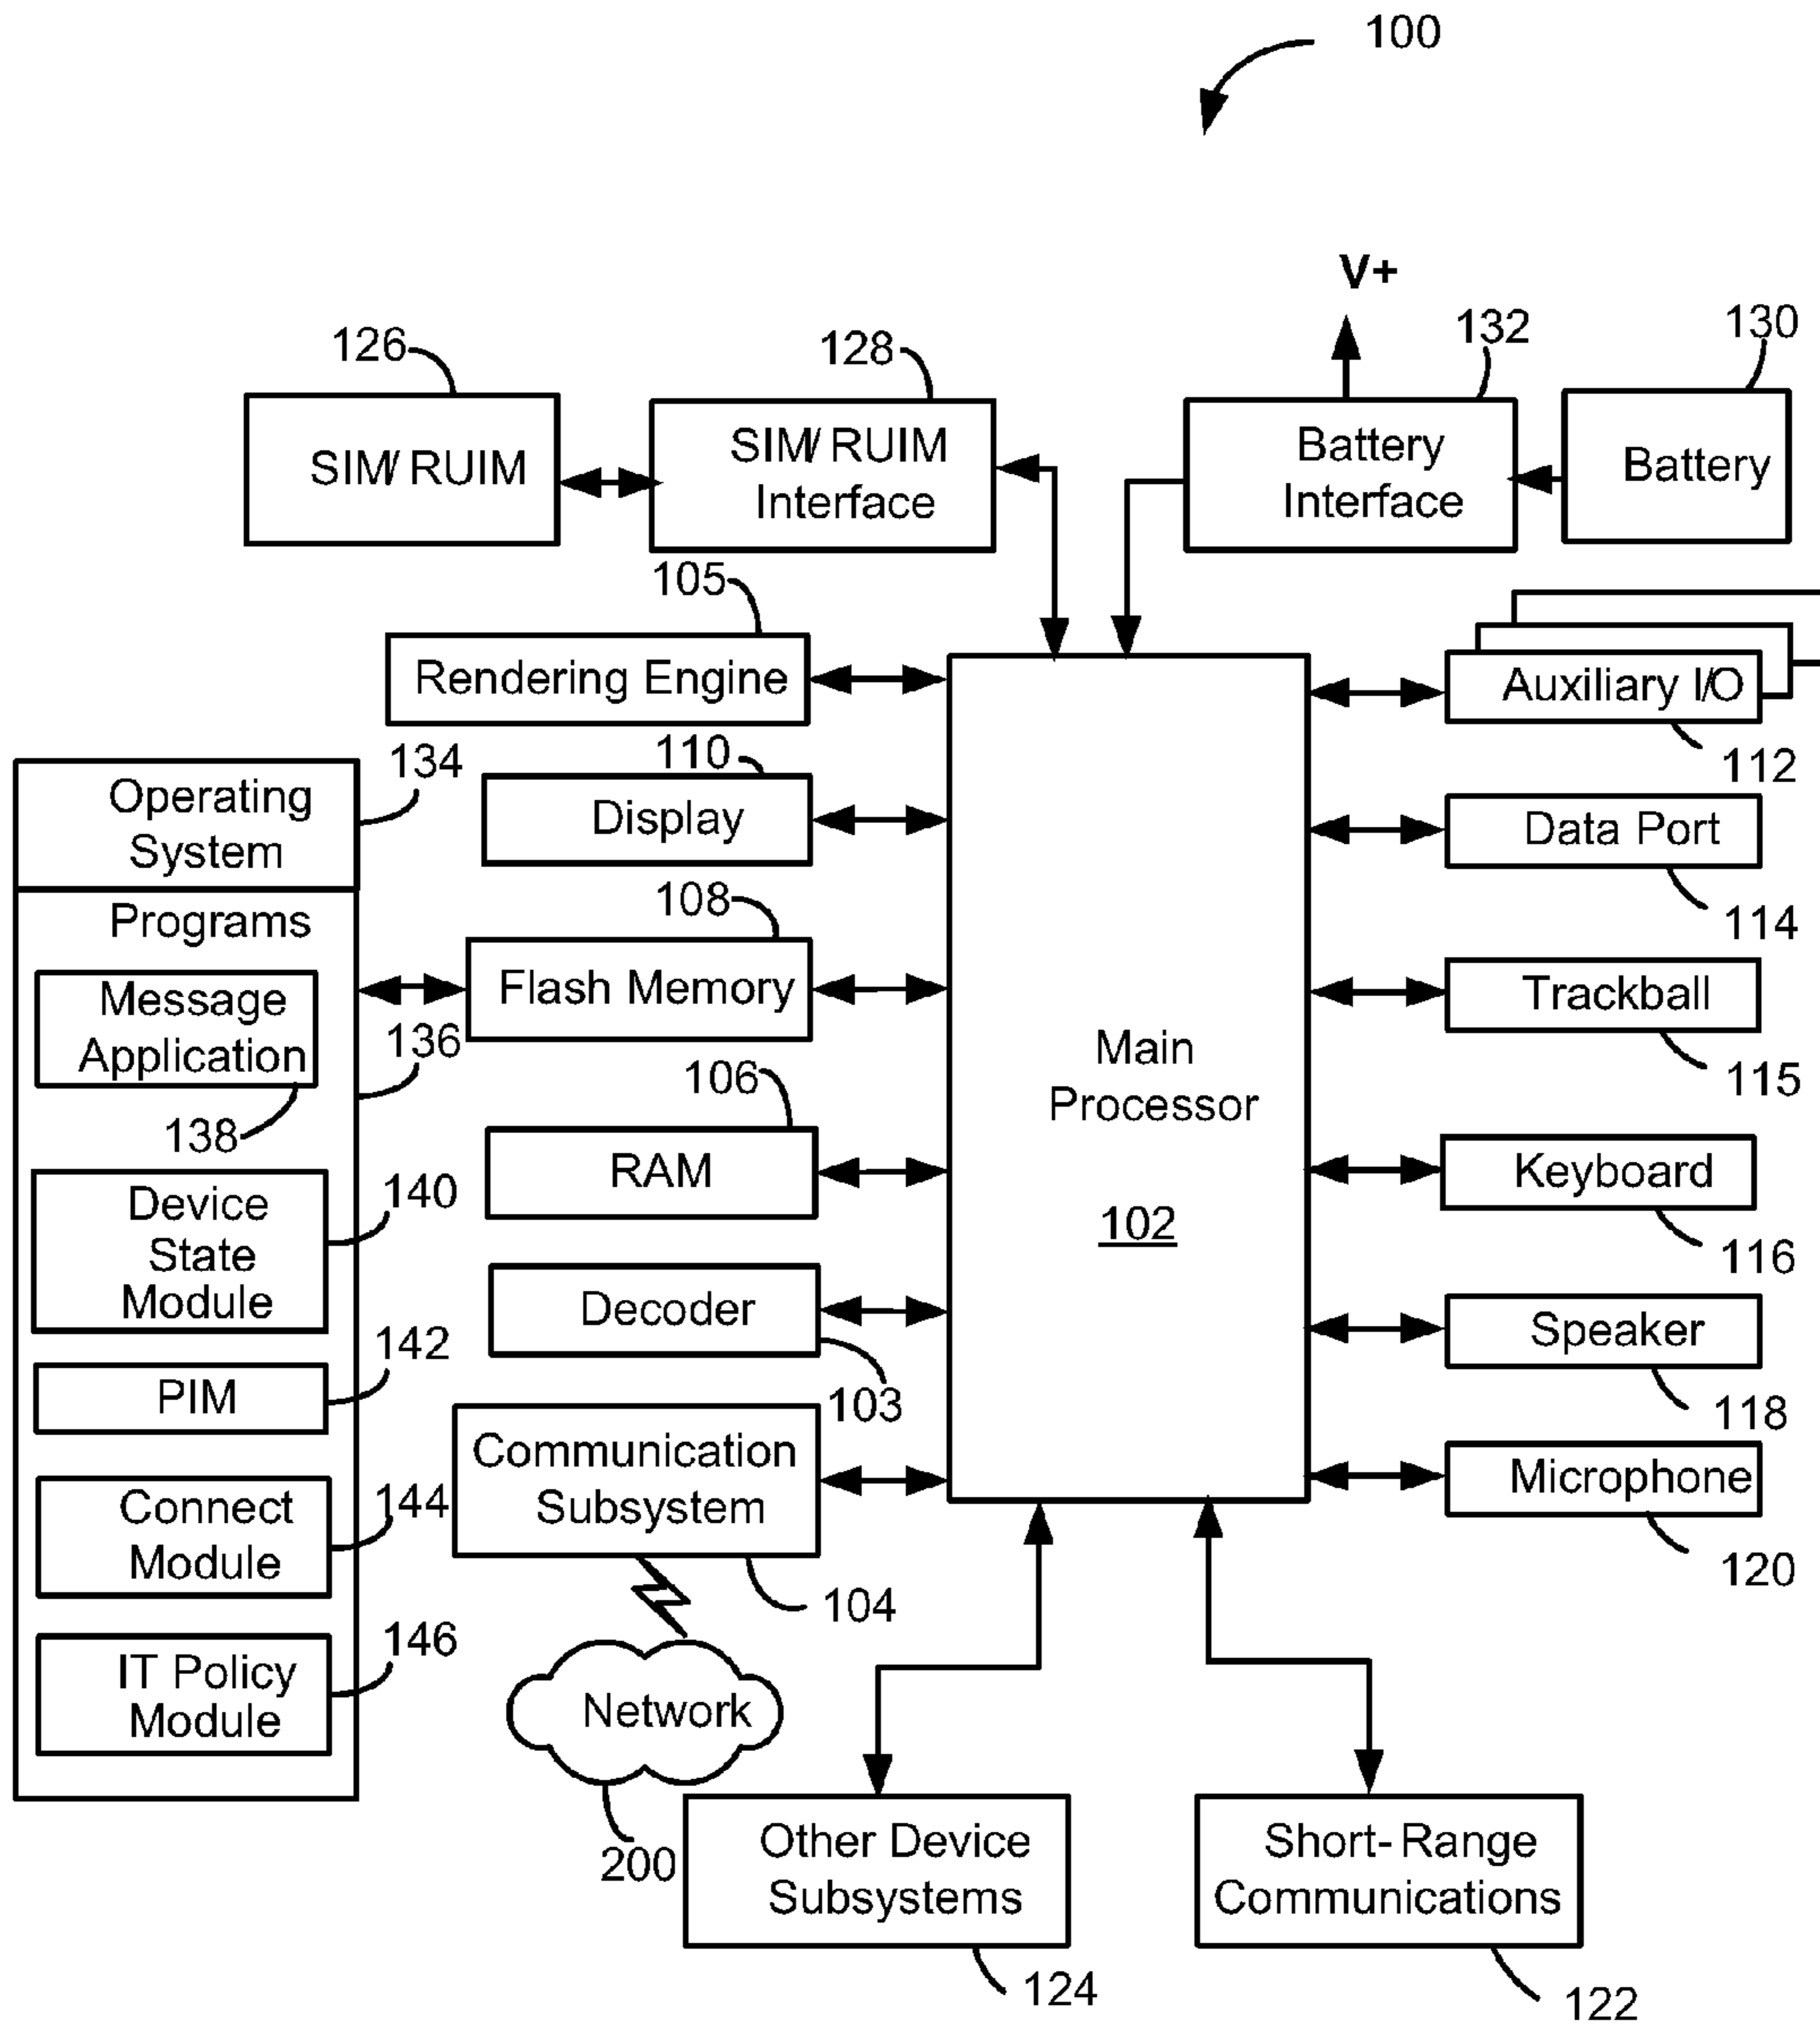 100
V+
126
128
132
130
SIM/ RUIM
SIM/ RUIM
Interface
Battery
Interface
Battery
105
Rendering Engine
Auxiliary I/O
112
134
Operating
System
110
Display
Data Port
114
Programs
108
Flash Memory
Trackball
115
Message
Application
136
138
106
RAM
Main
Processor
102
Keyboard
116
Device
State
Module
140
Decoder
103
Speaker
118
PIM
142
Communication
Subsystem
104
Microphone
120
Connect
Module
144
IT Policy
Module
146
Network
200
Other Device
Subsystems
124
Short- Range
Communications
122